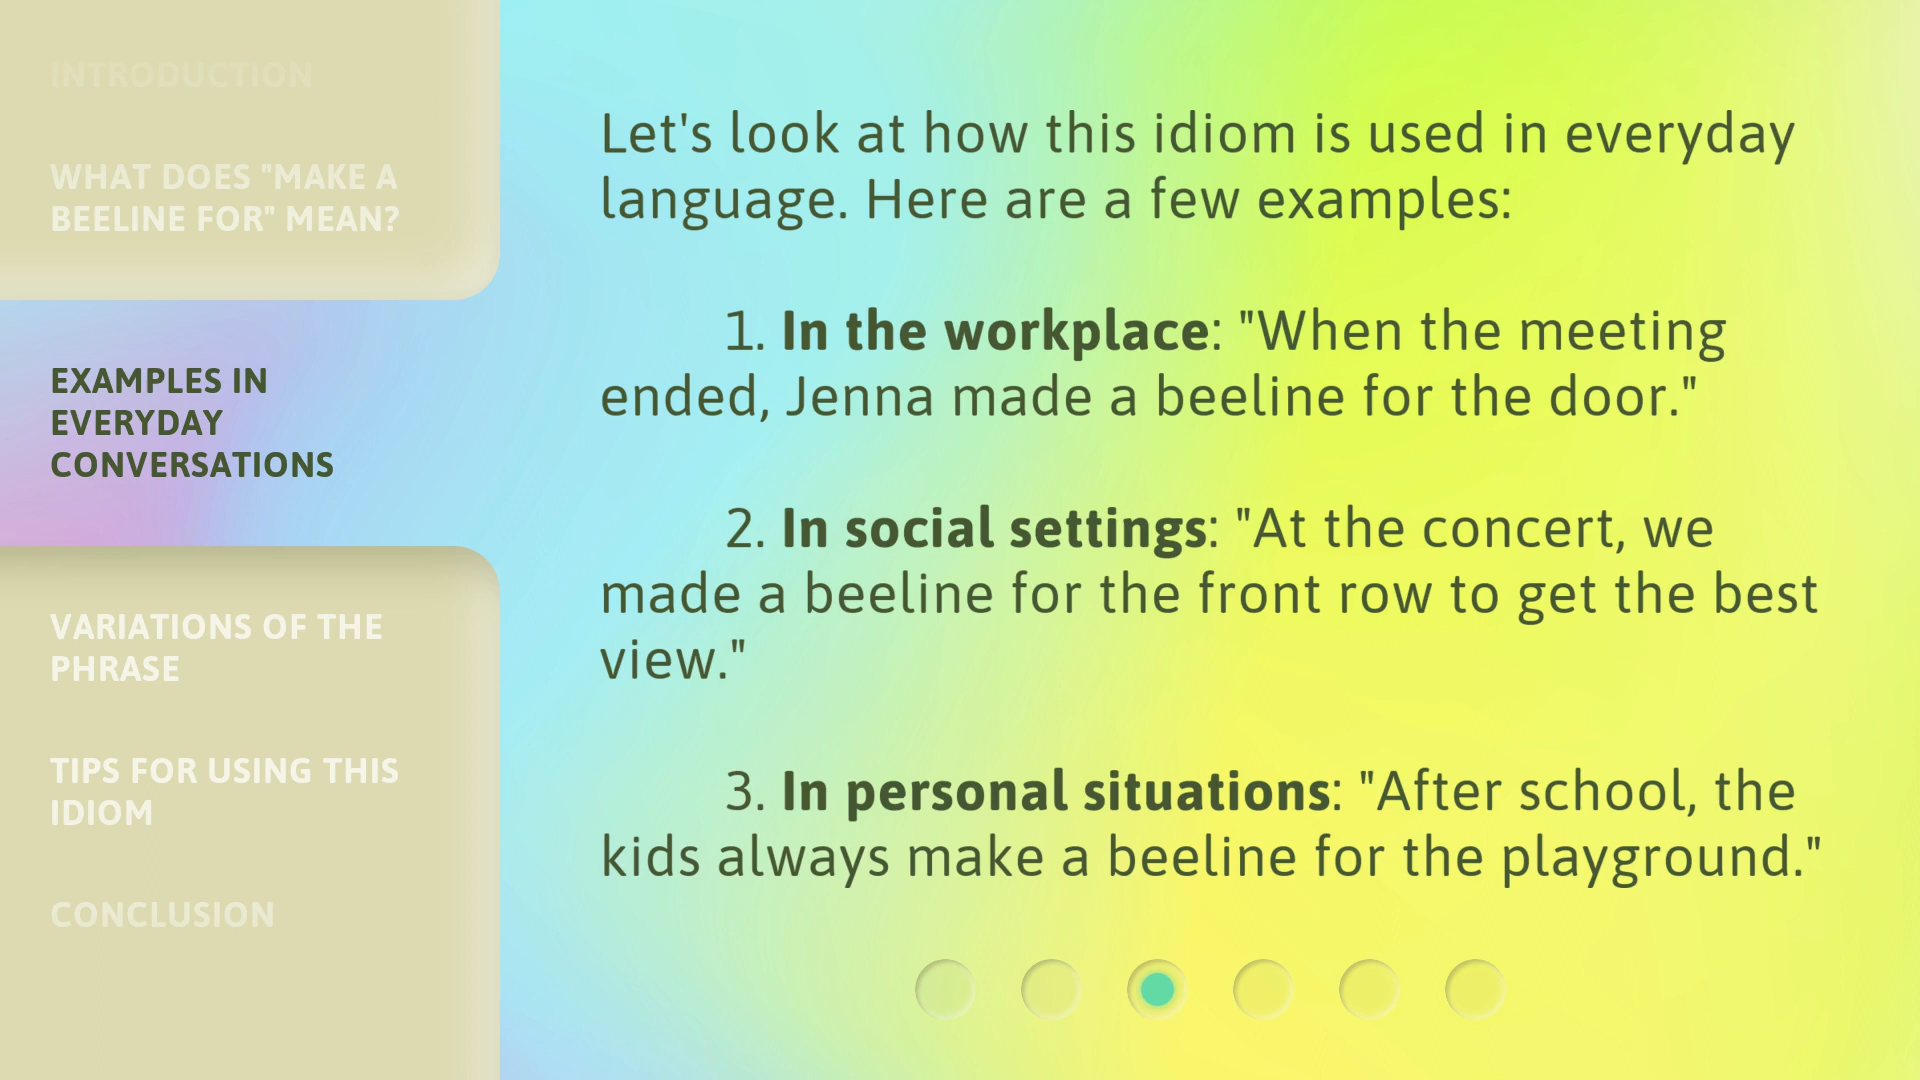 INTRODUCTION
WHAT DOES "MAKE A
BEELINE FOR" MEAN?
EXAMPLES IN
EVERYDAY
CONVERSATIONS
VARIATIONS OF THE
PHRASE
TIPS FOR USING THIS
IDIOM
CONCLUSION
Let's look at how this idiom is used in everyday
language. Here are a few examples:
1. In the workplace: "When the meeting
ended, Jenna made a beeline for the door."
2. In social settings: "At the concert, we
made a beeline for the front row to get the best
view."
3. In personal situations: "After school, the
kids always make a beeline for the playground."